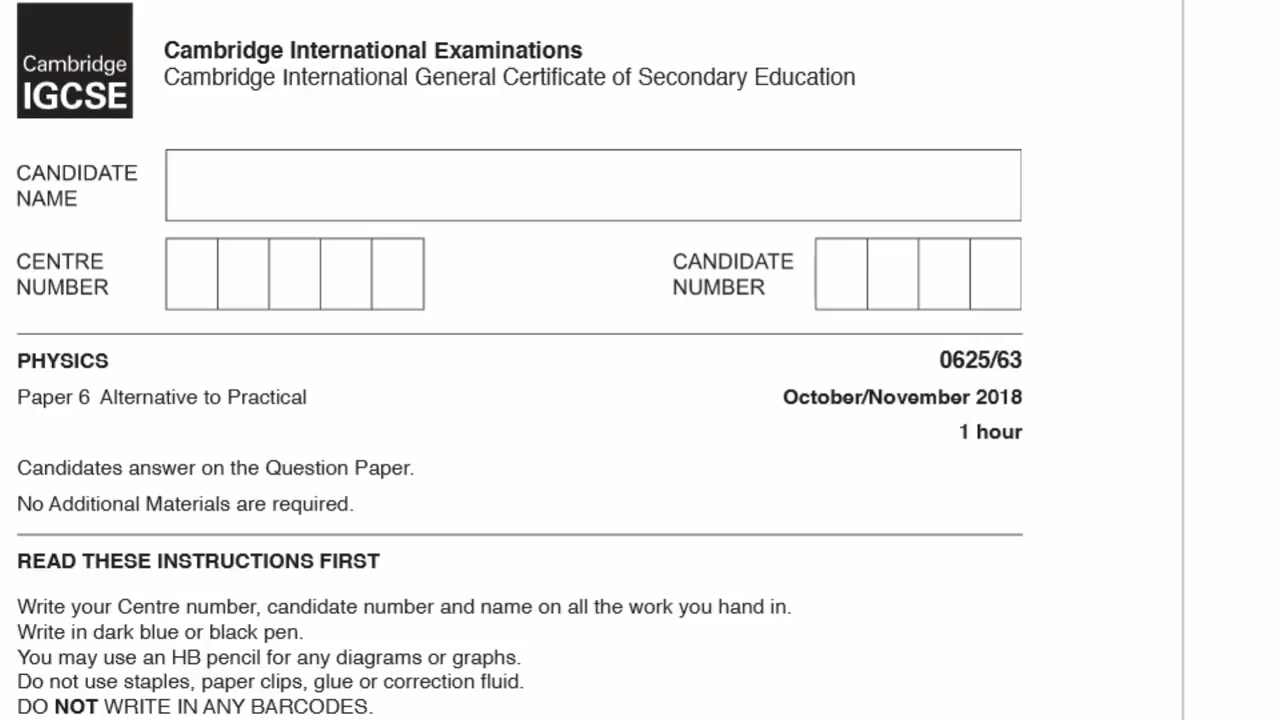 Cambridge
IGCSE
Cambridge International Examinations
Cambridge International General Certificate of Secondary Education
CANDIDATE
NAME
CENTRE
NUMBER
CANDIDATE
NUMBER
PHYSICS 0625/63
Paper 6 Alternative to Practical October/November 2018
1 hour
Candidates answer on the Question Paper.
No Additional Materials are required.
READ THESE INSTRUCTIONS FIRST
Write your Centre number, candidate number and name on all the work you hand in.
Write in dark blue or black pen.
You may use an HB pencil for any diagrams or graphs.
Do not use staples, paper clips, glue or correction fluid.
DO NOT WRITE IN ANY BARCODES.